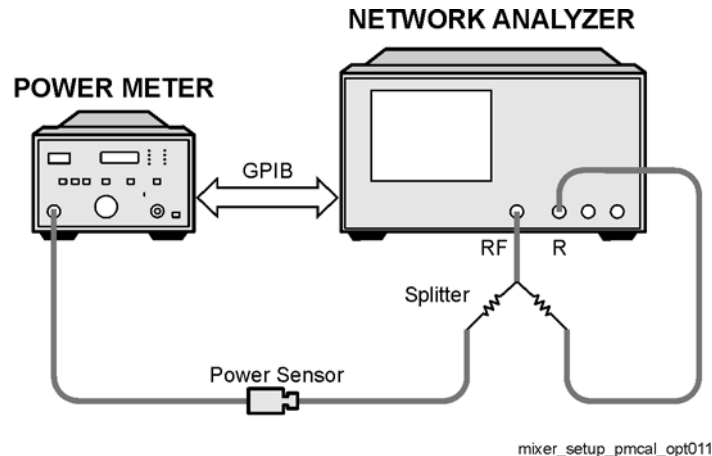 NETWORK ANALYZER
POWER METER
GPIB
RF
R
Splitter
Power Sensor
mixer_setup_pmcal_opt011